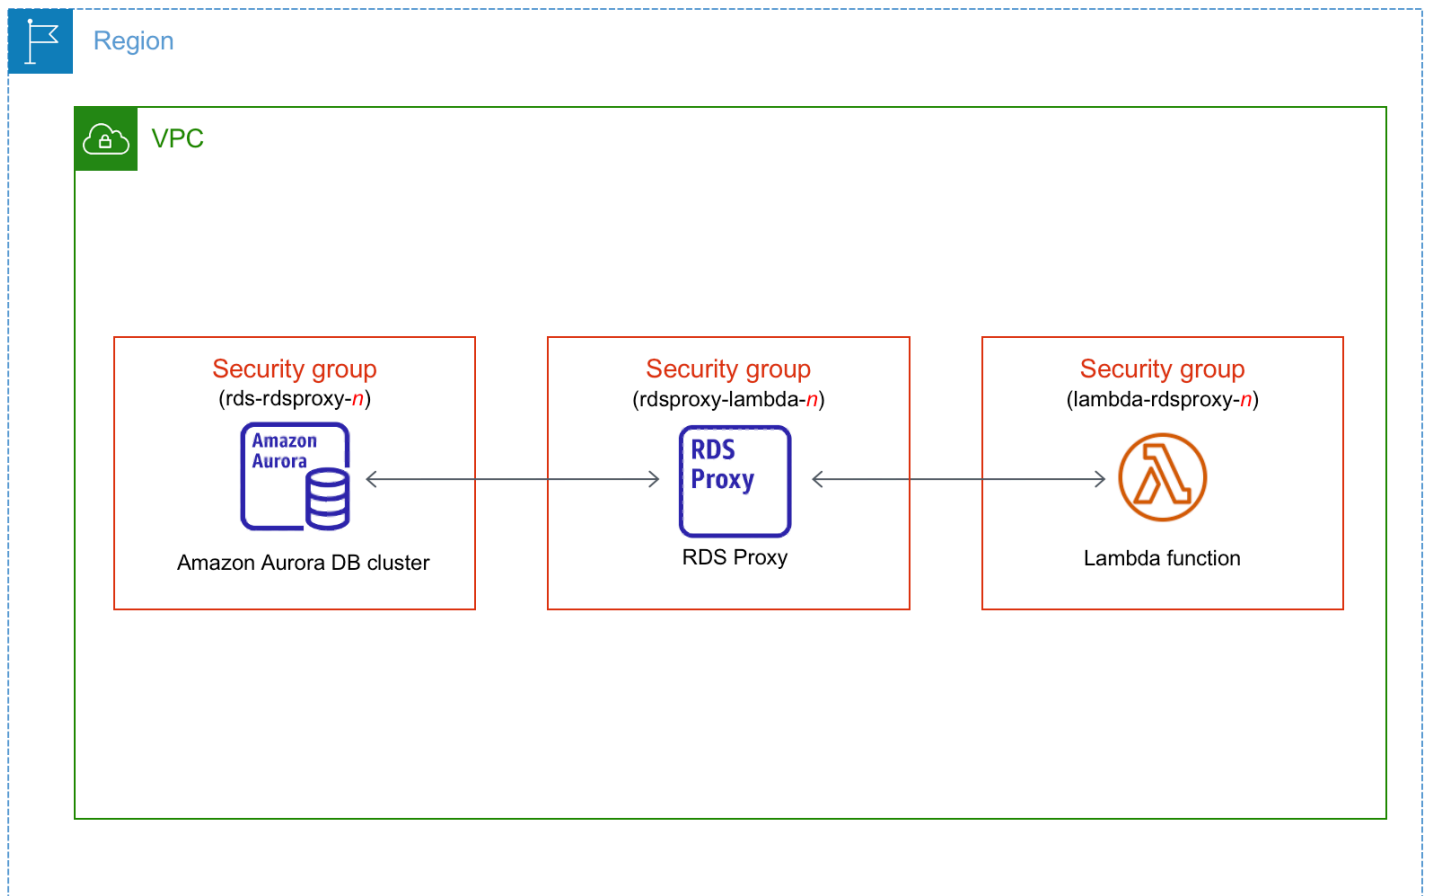 Region
VPC
Security group
(rds-rdsproxy-n)
Amazon
Aurora
Amazon Aurora DB cluster
Security group
(rdsproxy-lambda-n)
RDS
Proxy
RDS Proxy
Security group
(lambda-rdsproxy-n)
Lambda function